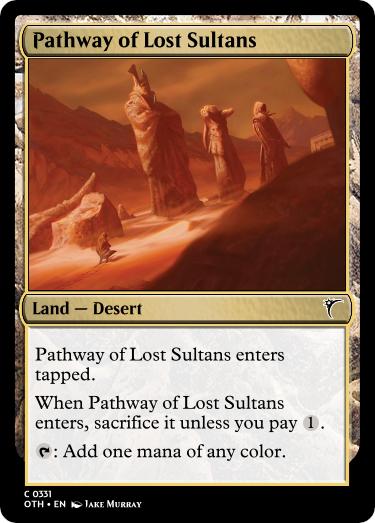 Pathway of Lost Sultans
Land — Desert
Pathway of Lost Sultans enters
tapped.
When Pathway of Lost Sultans
enters, sacrifice it unless you pay 1.
: Add one mana of any color.
C 0331
OTH • EN Jake Murray